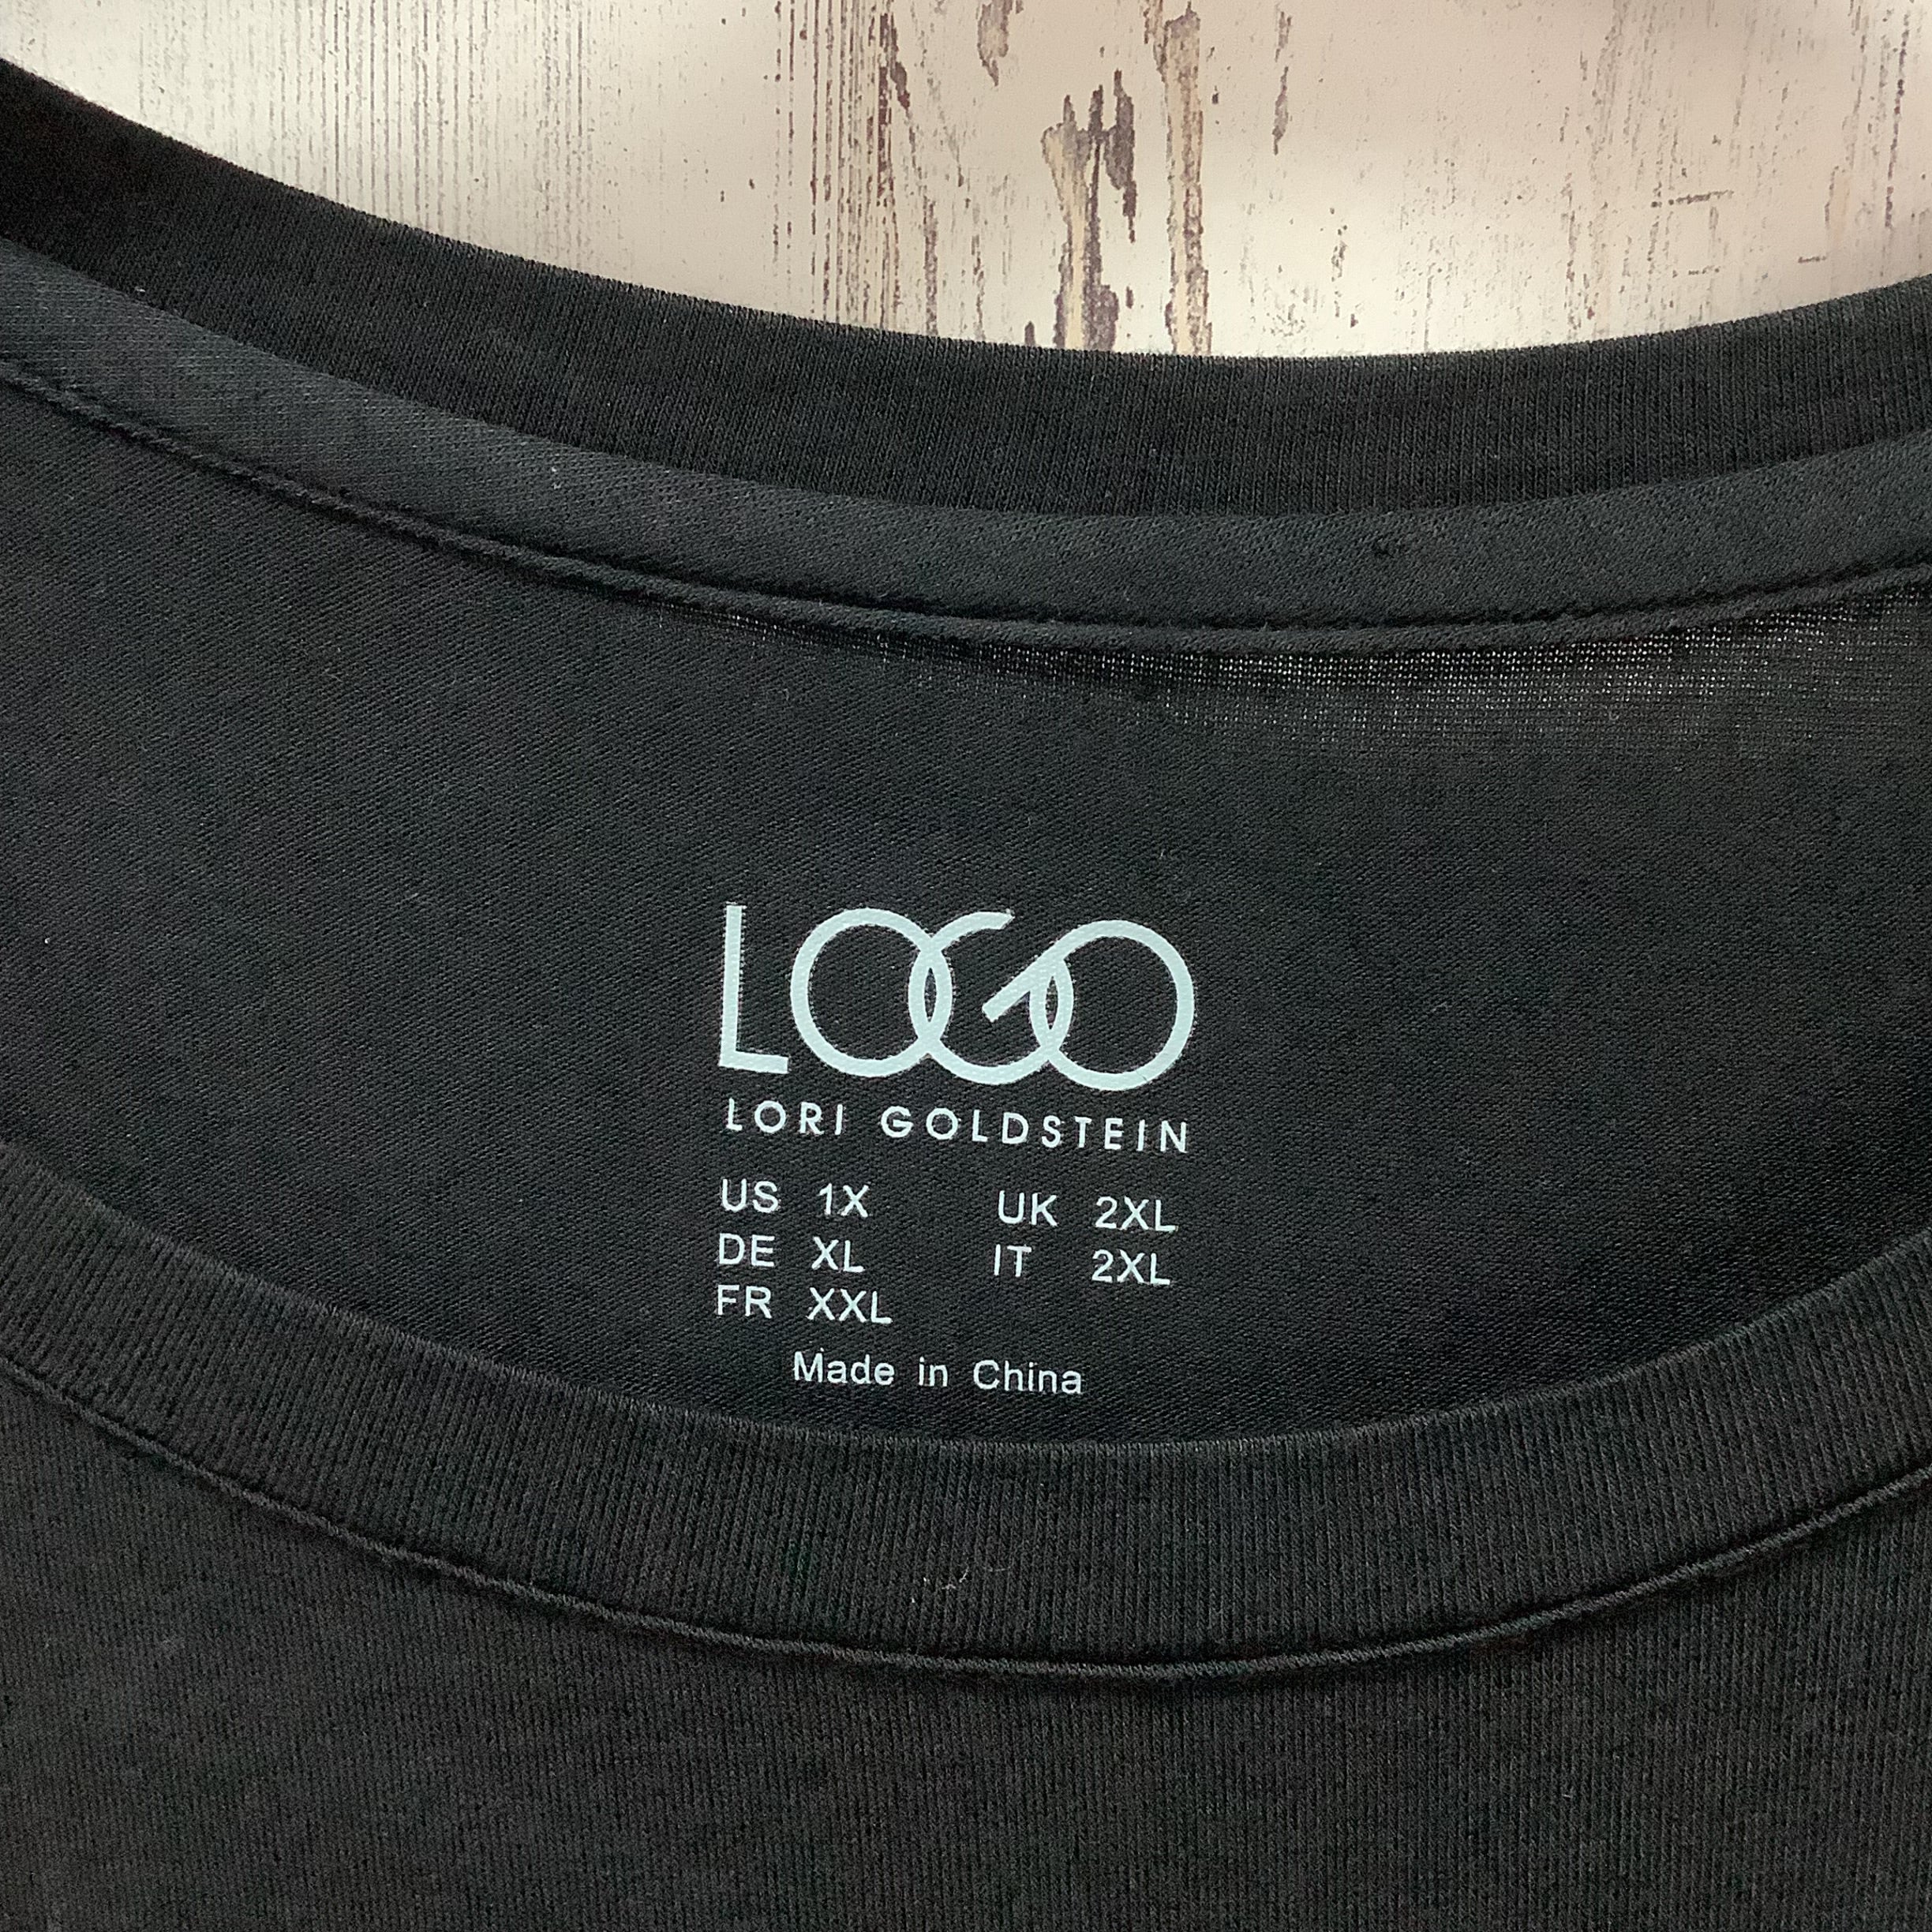 LOGO
LORI GOLDSTEIN
US 1X UK 2XL
DE XL IT 2XL
FR XXL
Made in China